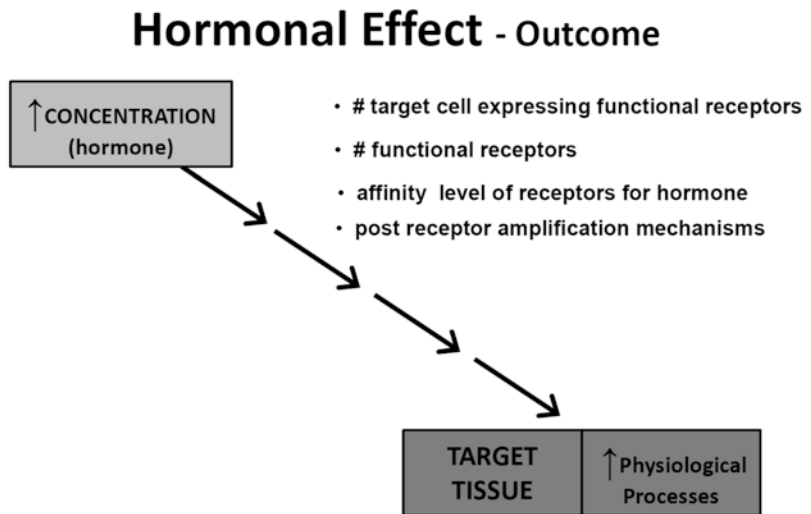 Hormonal Effect - Outcome
↑CONCENTRATION
(hormone)
· # target cell expressing functional receptors
· # functional receptors
· affinity level of receptors for hormone
· post receptor amplification mechanisms
TARGET
TISSUE
↑Physiological
Processes